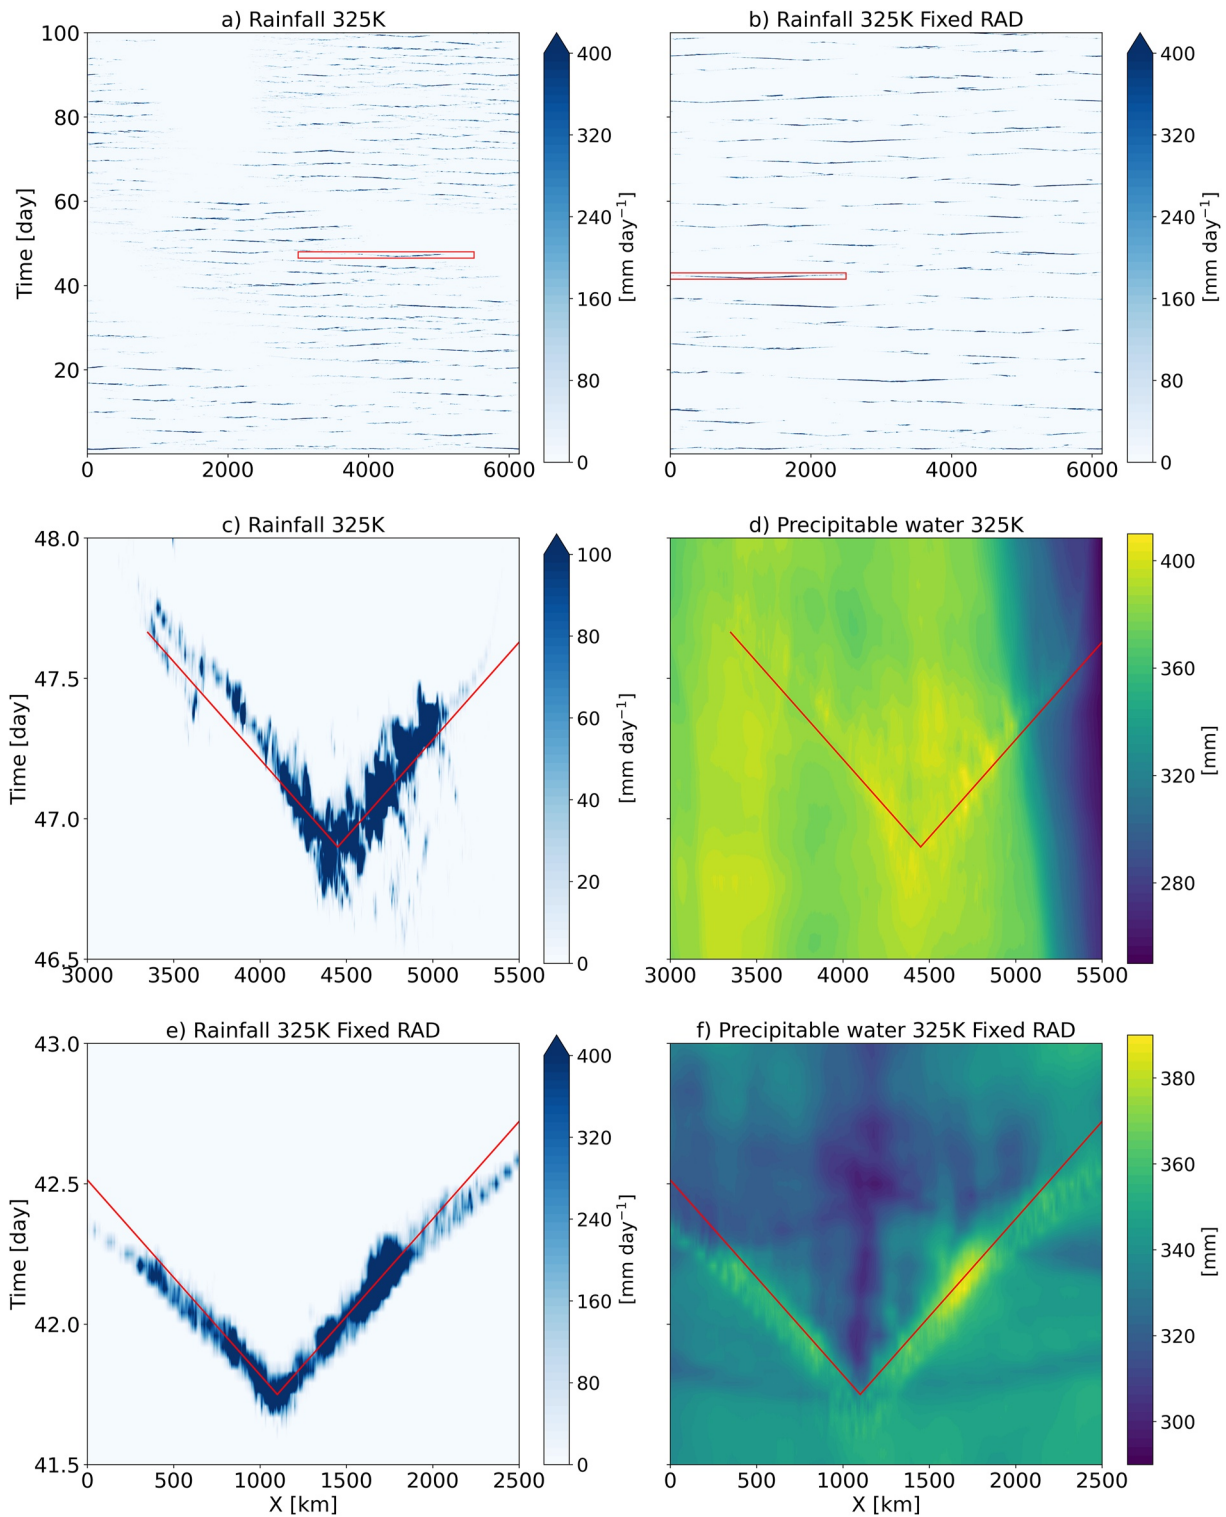 a) Rainfall 325K
b) Rainfall 325K Fixed RAD
Time [day]
100
80
60
40
20
0 2000 4000 6000
400
320
240
160
80
0
[mm day⁻¹]
0 2000 4000 6000
400
320
240
160
80
0
[mm day⁻¹]
c) Rainfall 325K
d) Precipitable water 325K
Time [day]
48.0
47.5
47.0
46.5
3000 3500 4000 4500 5000 5500
100
80
60
40
20
0
[mm day⁻¹]
3000 3500 4000 4500 5000 5500
400
360
320
280
[mm]
e) Rainfall 325K Fixed RAD
f) Precipitable water 325K Fixed RAD
Time [day]
43.0
42.5
42.0
41.5
0 500 1000 1500 2000 2500
X [km]
400
320
240
160
80
0
[mm day⁻¹]
0 500 1000 1500 2000 2500
X [km]
380
360
340
320
300
[mm]